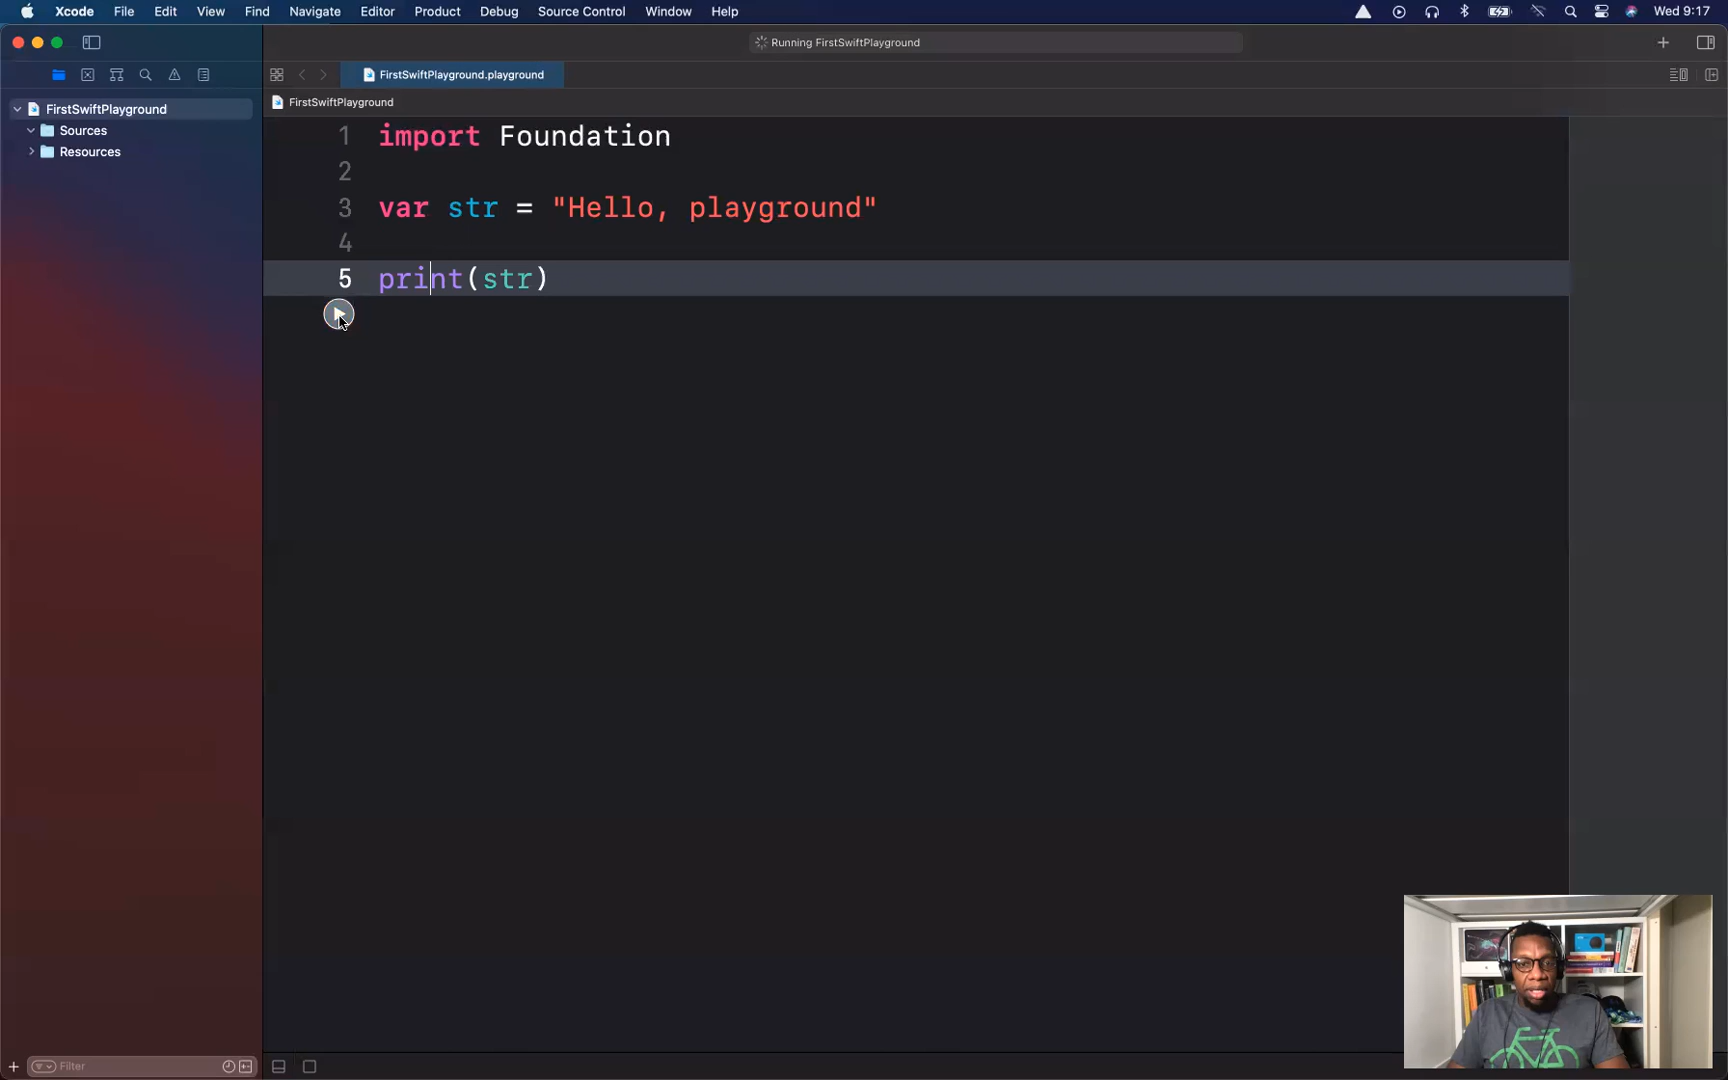 Xcode File Edit View Find Navigate Editor Product Debug Source Control Window Help Wed 9:17
Running FirstSwiftPlayground
FirstSwiftPlayground.playground
FirstSwiftPlayground
FirstSwiftPlayground
Sources
Resources
1 import Foundation
2
3 var str = "Hello, playground"
4
5 print(str)
Filter